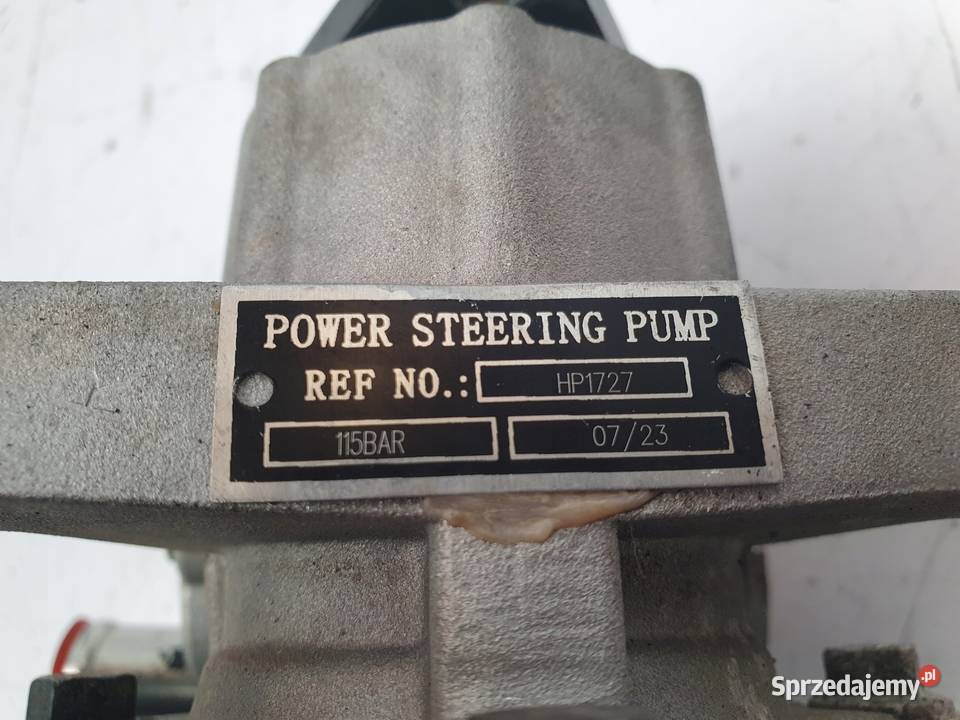 POWER STEERING PUMP
REF NO.: HP1727
115BAR 07/23
Sprzedajemy.pl